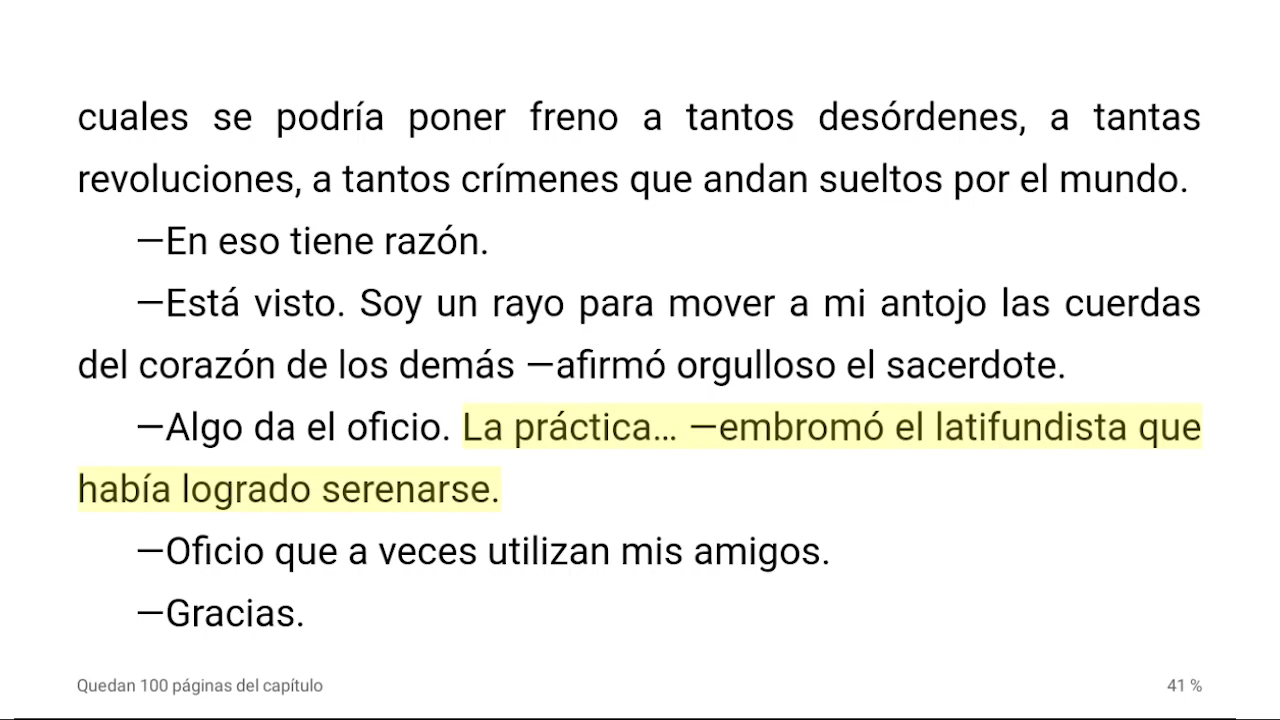 cuales se podría poner freno a tantos desórdenes, a tantas
revoluciones, a tantos crímenes que andan sueltos por el mundo.
—En eso tiene razón.
—Está visto. Soy un rayo para mover a mi antojo las cuerdas
del corazón de los demás —afirmó orgulloso el sacerdote.
—Algo da el oficio. La práctica... —embromó el latifundista que
había logrado serenarse.
—Oficio que a veces utilizan mis amigos.
—Gracias.
Quedan 100 páginas del capítulo 41 %